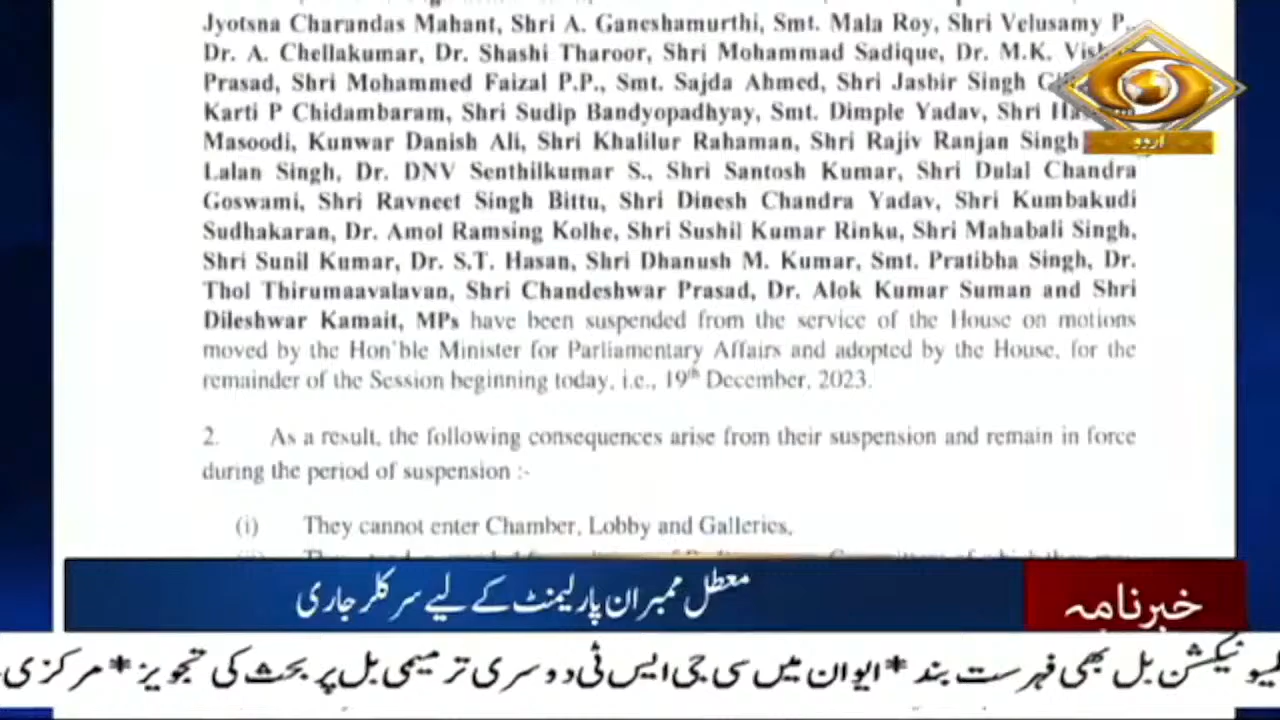 Jyotsna Charandas Mahant, Shri A. Ganeshamurthi, Smt. Mala Roy, Shri Velusamy P.,
Dr. A. Chellakumar, Dr. Shashi Tharoor, Shri Mohammad Sadique, Dr. M.K.
Prasad, Shri Mohammed Faizal P.P., Smt. Sajda Ahmed, Shri Jasbir Singh
Karti P Chidambaram, Shri Sudip Bandyopadhyay, Smt. Dimple Yadav, Shri
Masoodi, Kunwar Danish Ali, Shri Khalilur Rahaman, Shri Rajiv Ranjan Singh
Lalan Singh, Dr. DNV Senthilkumar S., Shri Santosh Kumar, Shri Dulal Chandra
Goswami, Shri Ravneet Singh Bittu, Shri Dinesh Chandra Yadav, Shri Kumbakudi
Sudhakaran, Dr. Amol Ramsing Kolhe, Shri Sushil Kumar Rinku, Shri Mahabali Singh,
Shri Sunil Kumar, Dr. S.T. Hasan, Shri Dhanush M. Kumar, Smt. Pratibha Singh, Dr.
Thol Thirumaavalavan, Shri Chandeshwar Prasad, Dr. Alok Kumar Suman and Shri
Dileshwar Kamait, MPs have been suspended from the service of the House on motions
moved by the Hon'ble Minister for Parliamentary Affairs and adopted by the House, for the
remainder of the Session beginning today, i.e., 19th December, 2023.
2. As a result, the following consequences arise from their suspension and remain in force
during the period of suspension :-
(i) They cannot enter Chamber, Lobby and Galleries,
اردو
معطل ممبران پارلیمنٹ کے لیے سرکلر جاری
خبرنامہ
بل بھی فہرست بند * ایوان میں سی جی ایس ٹی دوسری ترمیمی بل پر بحث کی تجویز * مرکزی